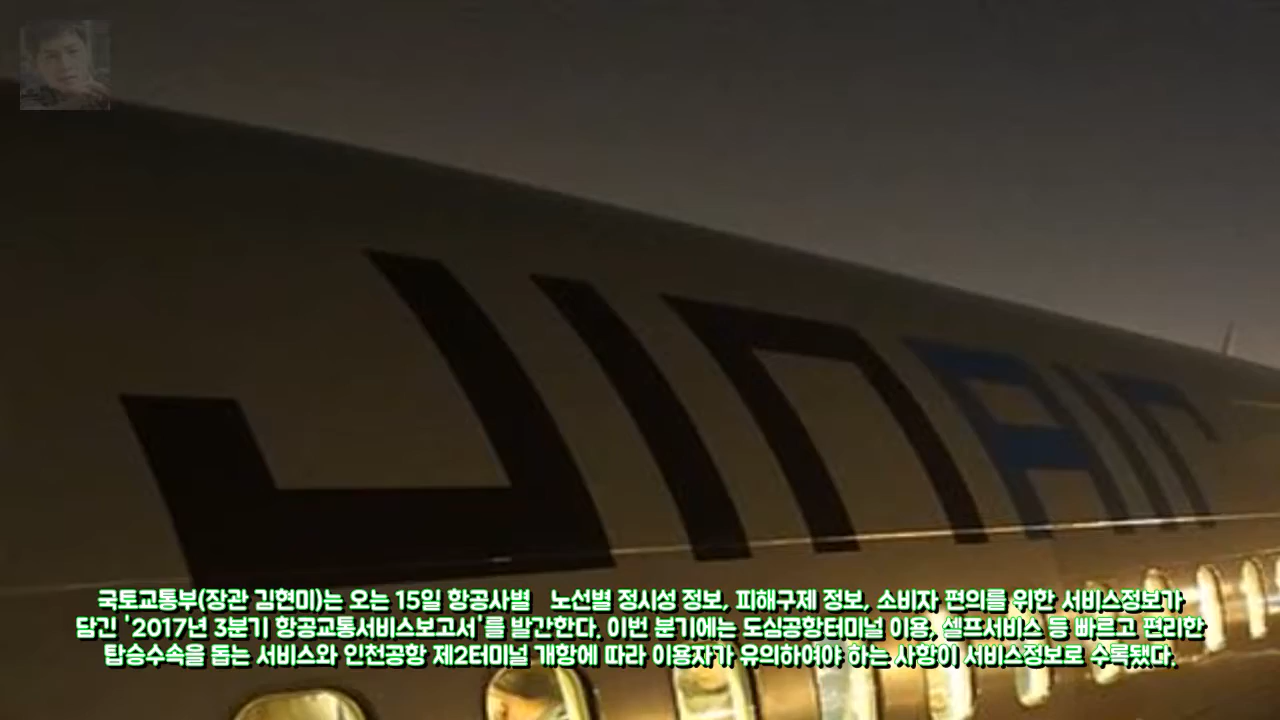 JINAIr
국토교통부(장관 김현미)는 오는 15일 항공사별 노선별 정시성 정보, 피해구제 정보, 소비자 편의를 위한 서비스정보가
담긴 '2017년 3분기 항공교통서비스보고서'를 발간한다. 이번 분기에는 도심공항터미널 이용, 셀프서비스 등 빠르고 편리한
탑승수속을 돕는 서비스와 인천공항 제2터미널 개항에 따라 이용자가 유의하여야 하는 사항이 서비스정보로 수록됐다.